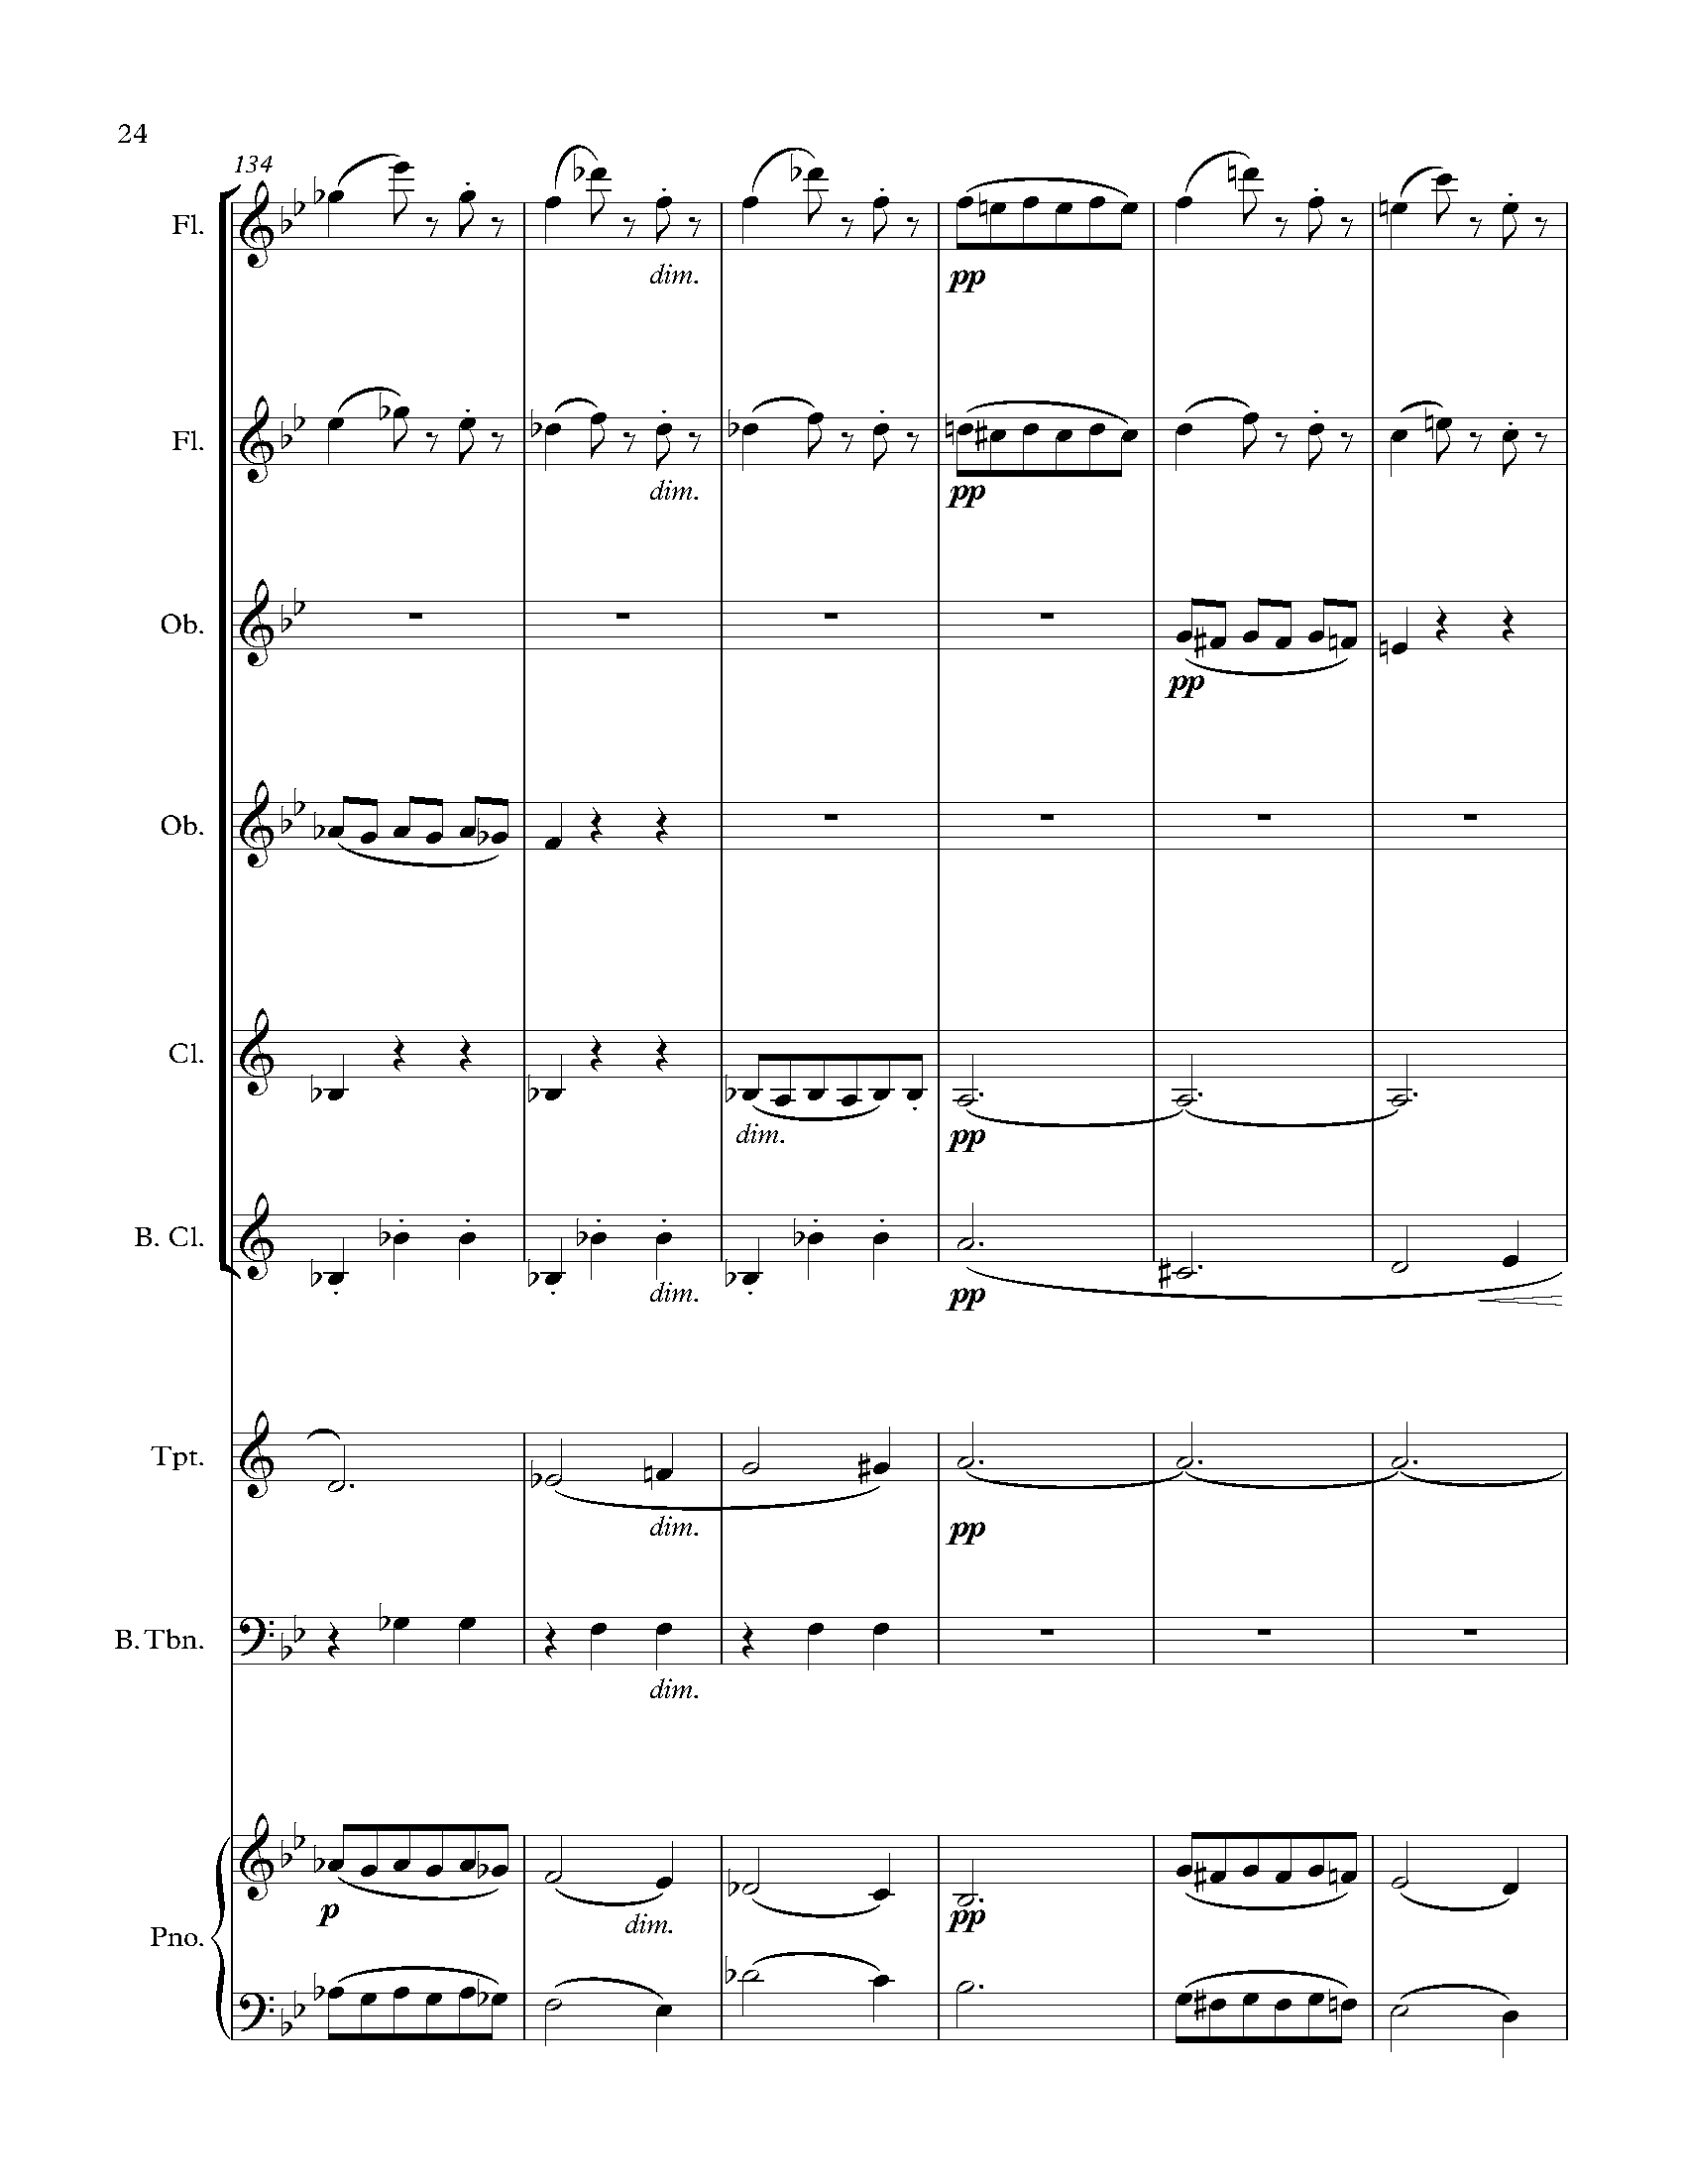 24
134
Fl.
dim.
pp
Fl.
dim.
pp
Ob.
pp
Ob.
Cl.
dim.
pp
B. Cl.
dim.
pp
Tpt.
dim.
pp
B. Tbn.
dim.
p
dim.
pp
Pno.